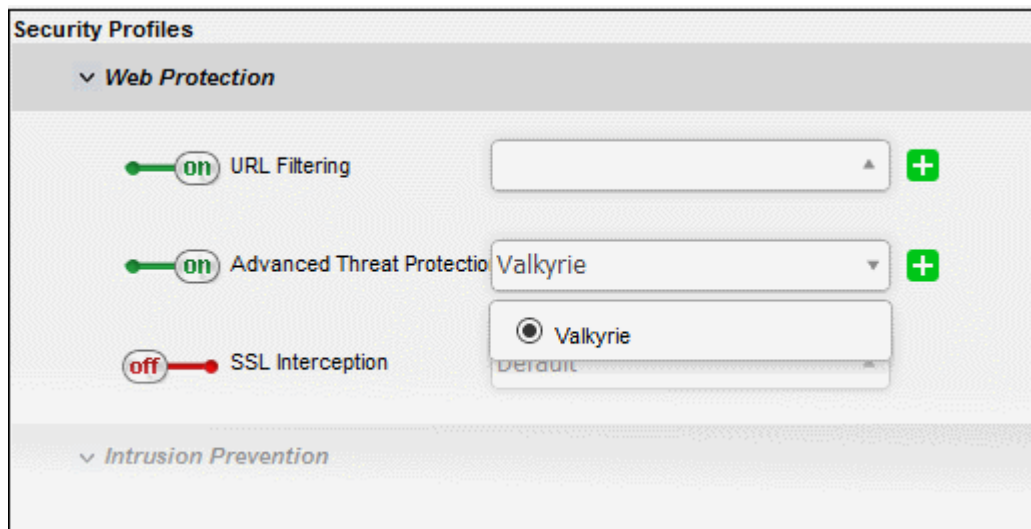 Security Profiles
Web Protection
on URL Filtering
on Advanced Threat Protectio Valkyrie
Valkyrie
off SSL Interception Default
Intrusion Prevention